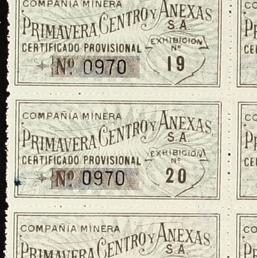 COMPAÑIA MINERA
PRIMAVERA CENTRO Y ANEXAS
S.A.
CERTIFICADO PROVISIONAL
EXHIBICION
Nº
Nº 0970
19
COMPAÑIA MINERA
PRIMAVERA CENTRO Y ANEXAS
S.A.
CERTIFICADO PROVISIONAL
EXHIBICION
Nº
Nº 0970
20
COMPAÑIA MINERA
PRIMAVERA CENTRO Y ANEXAS
S.A.